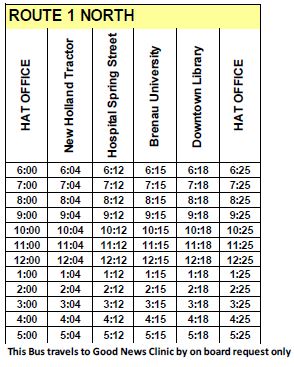 ROUTE 1 NORTH
HAT OFFICE New Holland Tractor Hospital Spring Street Brenau University Downtown Library HAT OFFICE
6:00 6:04 6:12 6:15 6:18 6:25
7:00 7:04 7:12 7:15 7:18 7:25
8:00 8:04 8:12 8:15 8:18 8:25
9:00 9:04 9:12 9:15 9:18 9:25
10:00 10:04 10:12 10:15 10:18 10:25
11:00 11:04 11:12 11:15 11:18 11:25
12:00 12:04 12:12 12:15 12:18 12:25
1:00 1:04 1:12 1:15 1:18 1:25
2:00 2:04 2:12 2:15 2:18 2:25
3:00 3:04 3:12 3:15 3:18 3:25
4:00 4:04 4:12 4:15 4:18 4:25
5:00 5:04 5:12 5:15 5:18 5:25
This Bus travels to Good News Clinic by on board request only